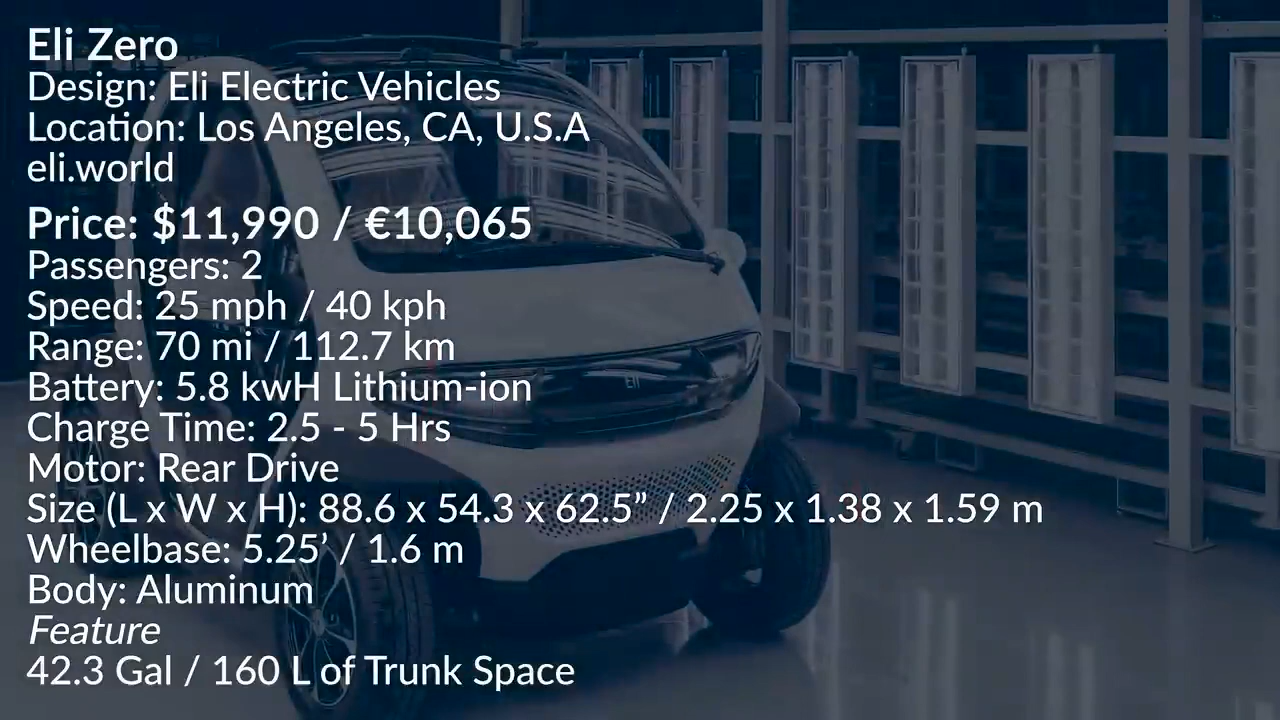 Eli Zero
Design: Eli Electric Vehicles
Location: Los Angeles, CA, U.S.A
eli.world
Price: $11,990 / €10,065
Passengers: 2
Speed: 25 mph / 40 kph
Range: 70 mi / 112.7 km
Battery: 5.8 kwH Lithium-ion
ELI
Charge Time: 2.5 - 5 Hrs
Motor: Rear Drive
Size (L x W x H): 88.6 x 54.3 x 62.5” / 2.25 x 1.38 x 1.59 m
Wheelbase: 5.25’ / 1.6 m
Body: Aluminum
Feature
42.3 Gal / 160 L of Trunk Space